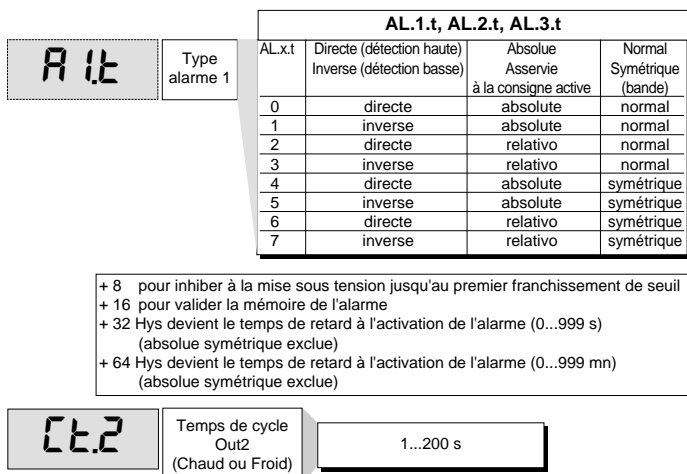 AL.1.t, AL.2.t, AL.3.t
A1.t
Type
alarme 1
AL.x.t Directe (détection haute) Absolue Normal
Inverse (détection basse) Asservie Symétrique
à la consigne active (bande)
0 directe absolute normal
1 inverse absolute normal
2 directe relativo normal
3 inverse relativo normal
4 directe absolute symétrique
5 inverse absolute symétrique
6 directe relativo symétrique
7 inverse relativo symétrique
+ 8 pour inhiber à la mise sous tension jusqu'au premier franchissement de seuil
+ 16 pour valider la mémoire de l'alarme
+ 32 Hys devient le temps de retard à l'activation de l'alarme (0...999 s)
(absolue symétrique exclue)
+ 64 Hys devient le temps de retard à l'activation de l'alarme (0...999 mn)
(absolue symétrique exclue)
Ct.2
Temps de cycle
Out2
(Chaud ou Froid)
1...200 s